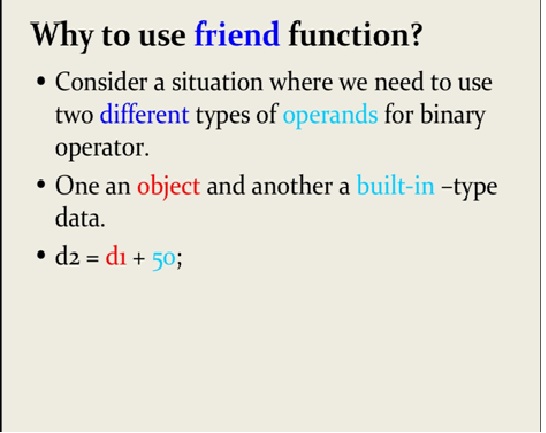 Why to use friend function?
• Consider a situation where we need to use
two different types of operands for binary
operator.
• One an object and another a built-in –type
data.
• d2 = d1 + 50;